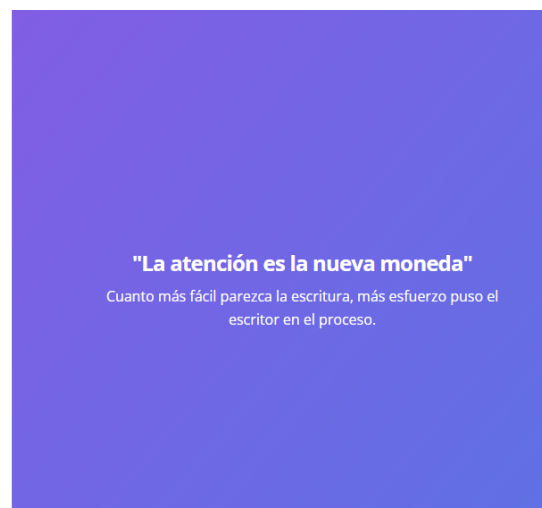 "La atención es la nueva moneda"
Cuanto más fácil parezca la escritura, más esfuerzo puso el
escritor en el proceso.